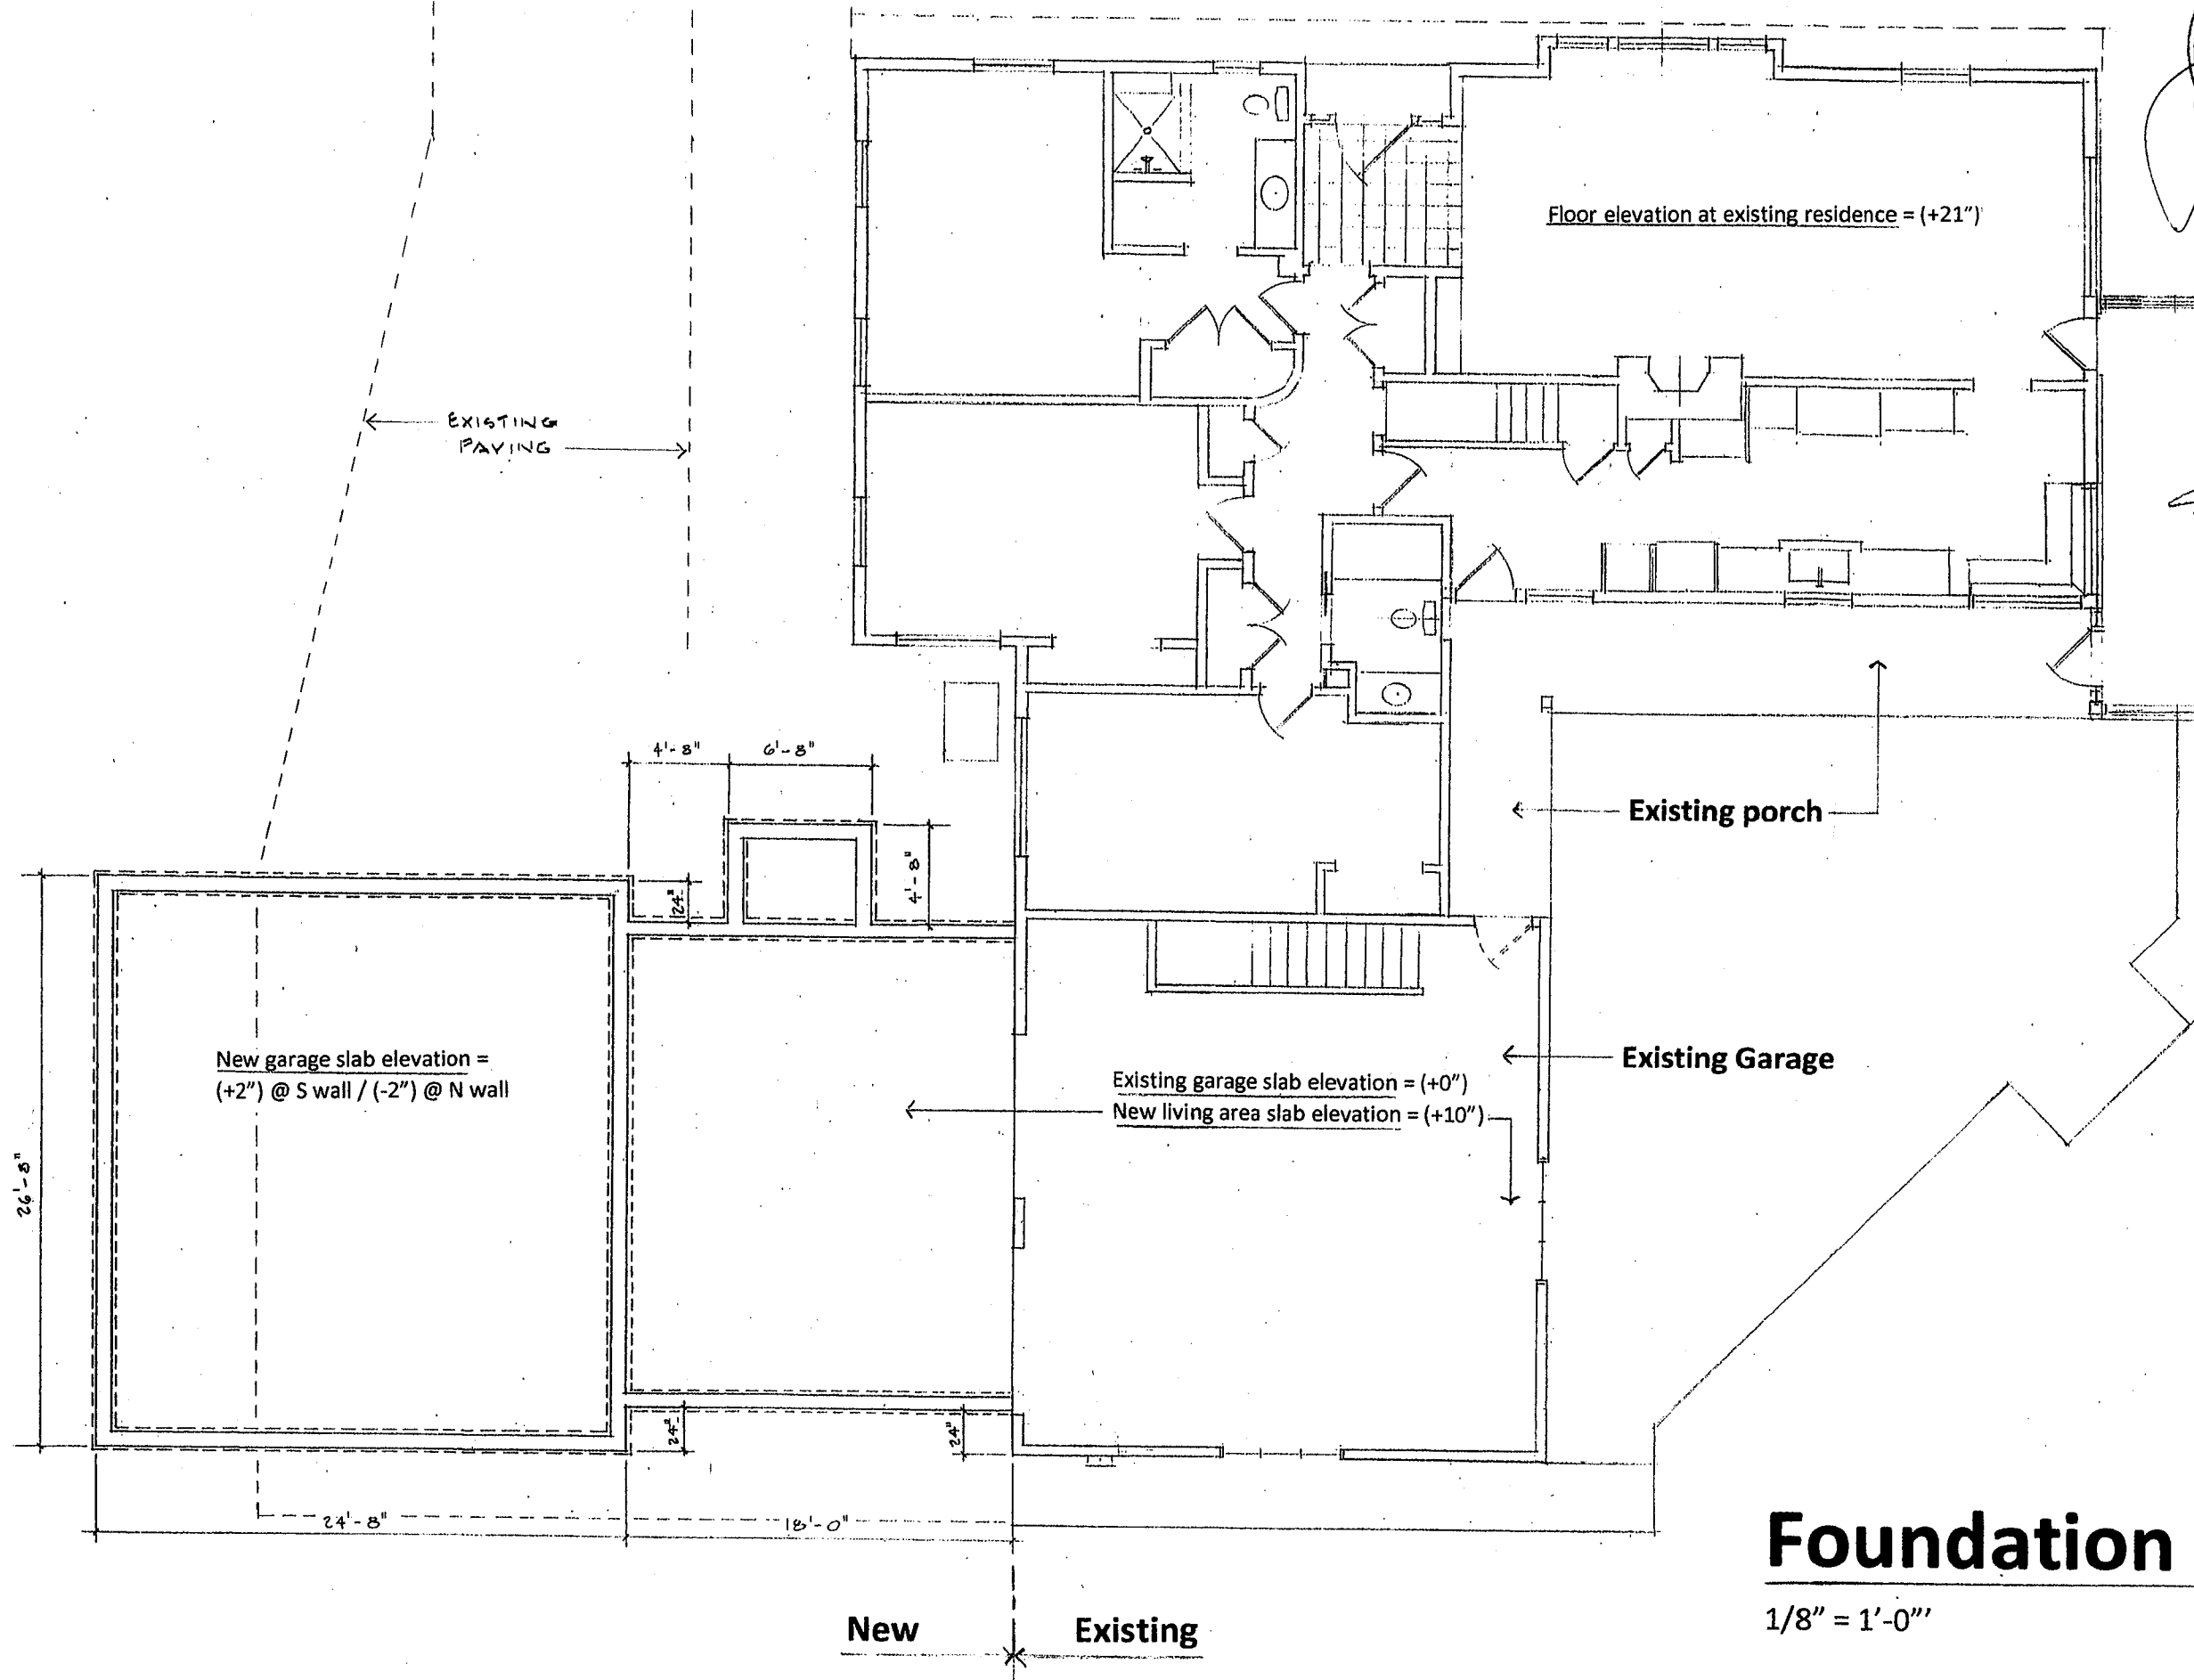 Floor elevation at existing residence = (+21")
EXISTING
PAVING
4'-8"
6'-8"
Existing porch
4'-8"
24"
New garage slab elevation =
(+2") @ S wall / (-2") @ N wall
Existing Garage
Existing garage slab elevation = (+0")
New living area slab elevation = (+10")
26'-8"
24"
24"
24'-8"
18'-0"
Foundation
1/8" = 1'-0"'
New
Existing